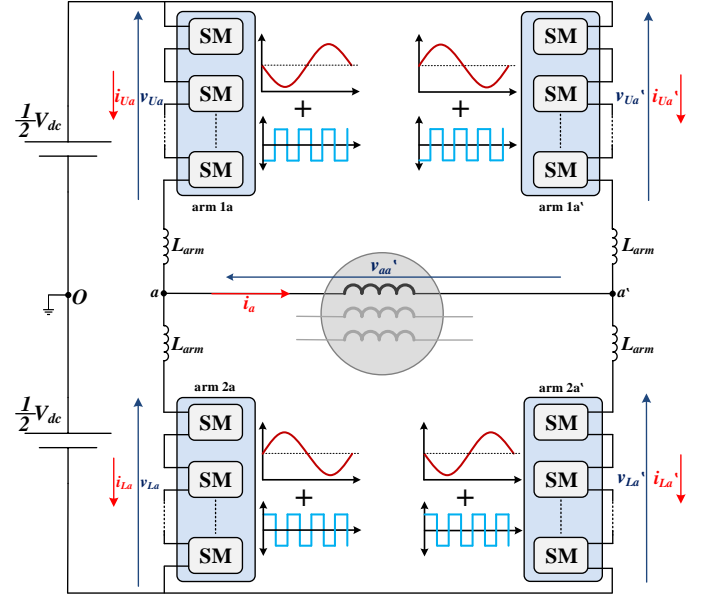 SM
SM
SM
arm 1a
i_Ua
v_Ua
+
SM
SM
SM
arm 1a‘
v_Ua‘
i_Ua‘
+
1/2 V_dc
L_arm
L_arm
v_aa‘
O
a
i_a
a‘
L_arm
L_arm
1/2 V_dc
arm 2a
SM
SM
SM
i_La
v_La
+
arm 2a‘
SM
SM
SM
v_La‘
i_La‘
+